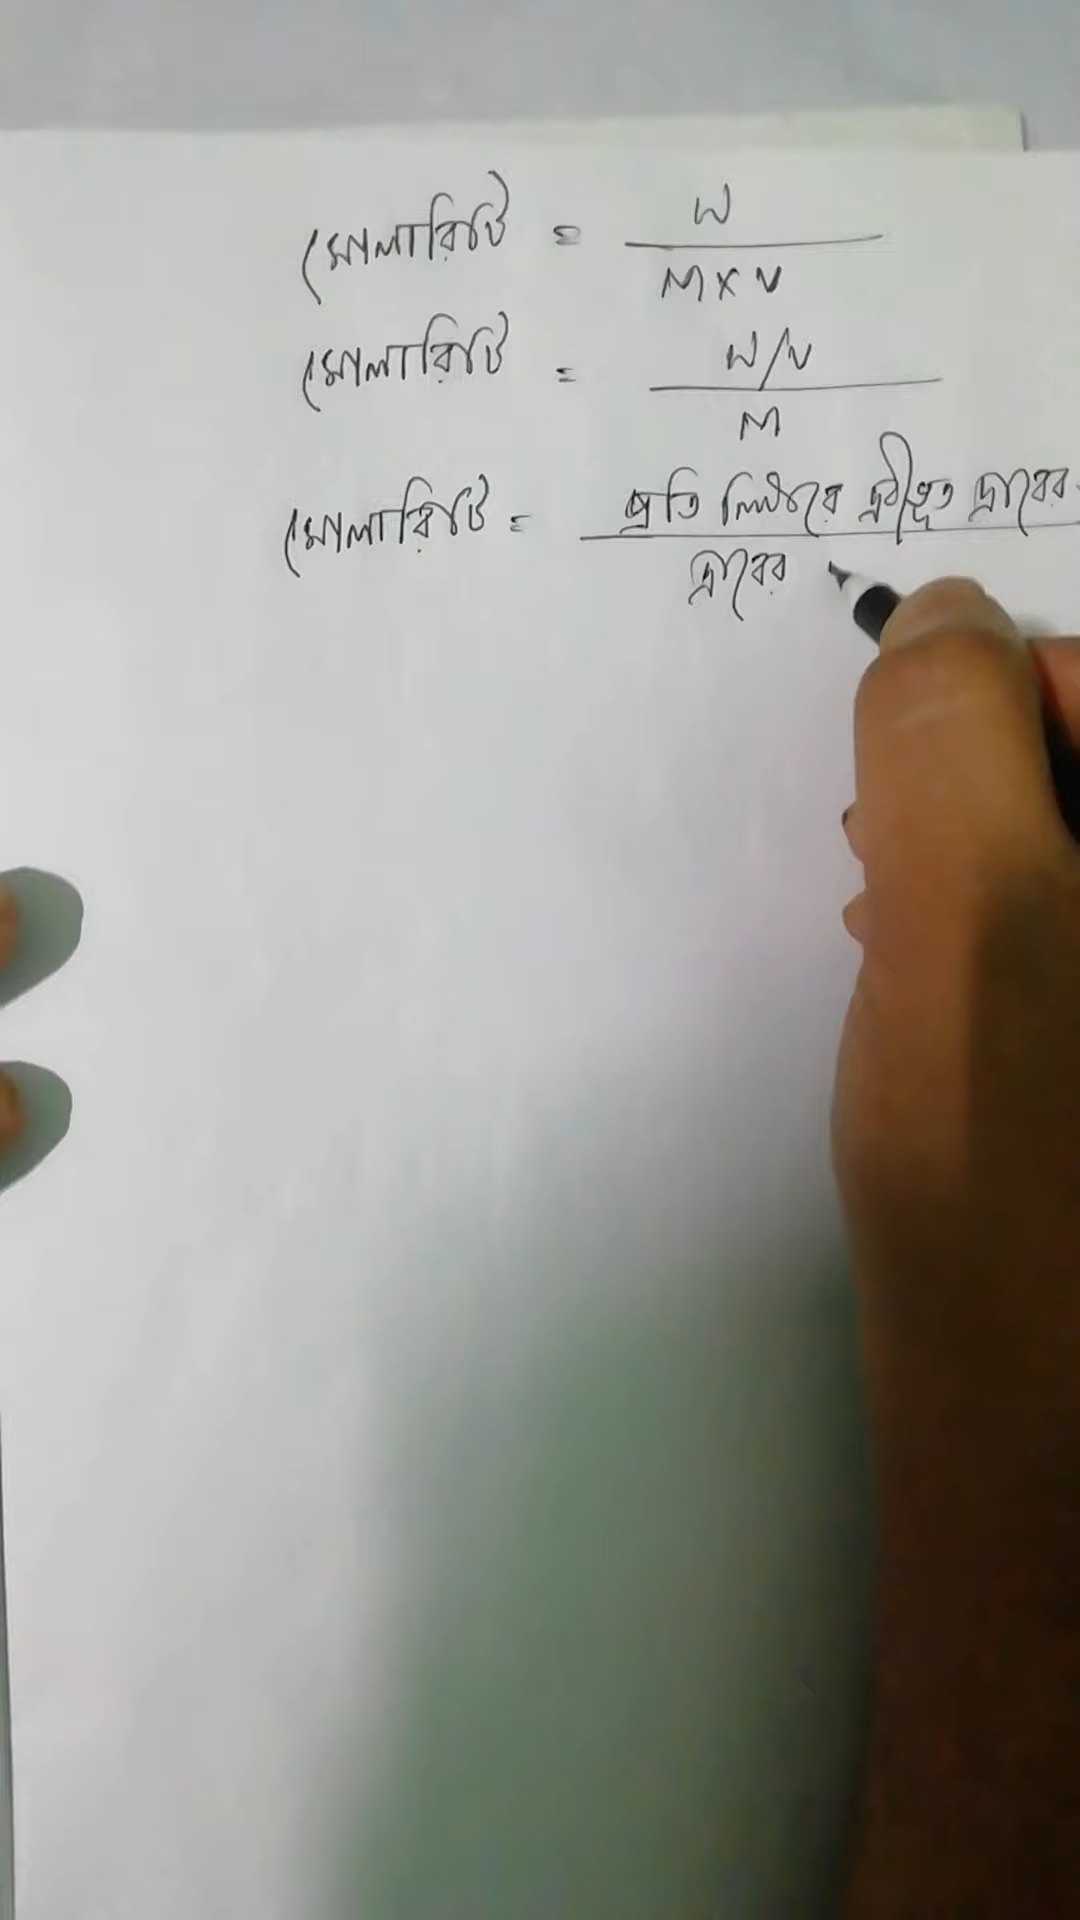 মোলারিটি = W
M x V
মোলারিটি = W/V
M
মোলারিটি = প্রতি লিটারে দ্রবীভূত দ্রাবের
দ্রাবের